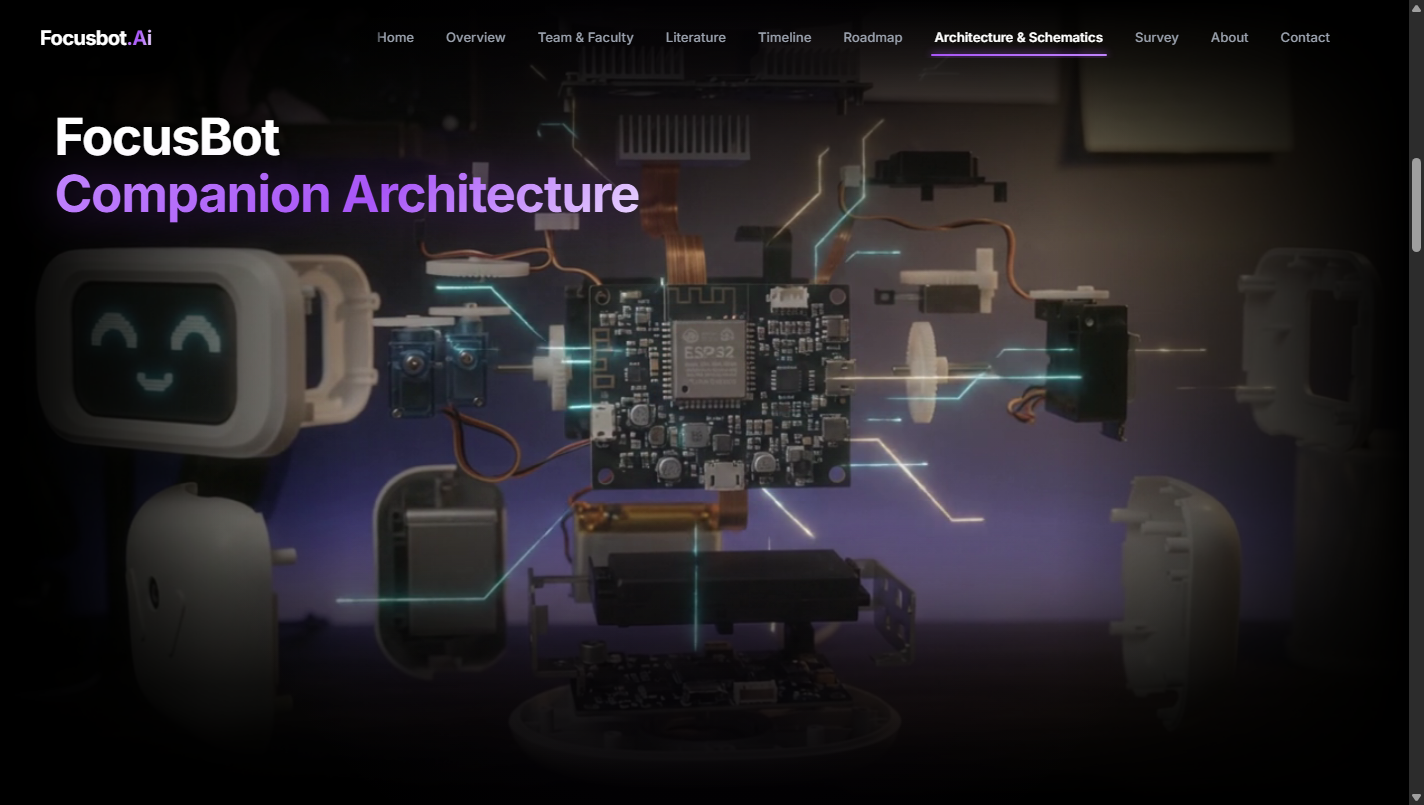 Focusbot.Ai
Home Overview Team & Faculty Literature Timeline Roadmap Architecture & Schematics Survey About Contact
FocusBot
Companion Architecture
ESP32